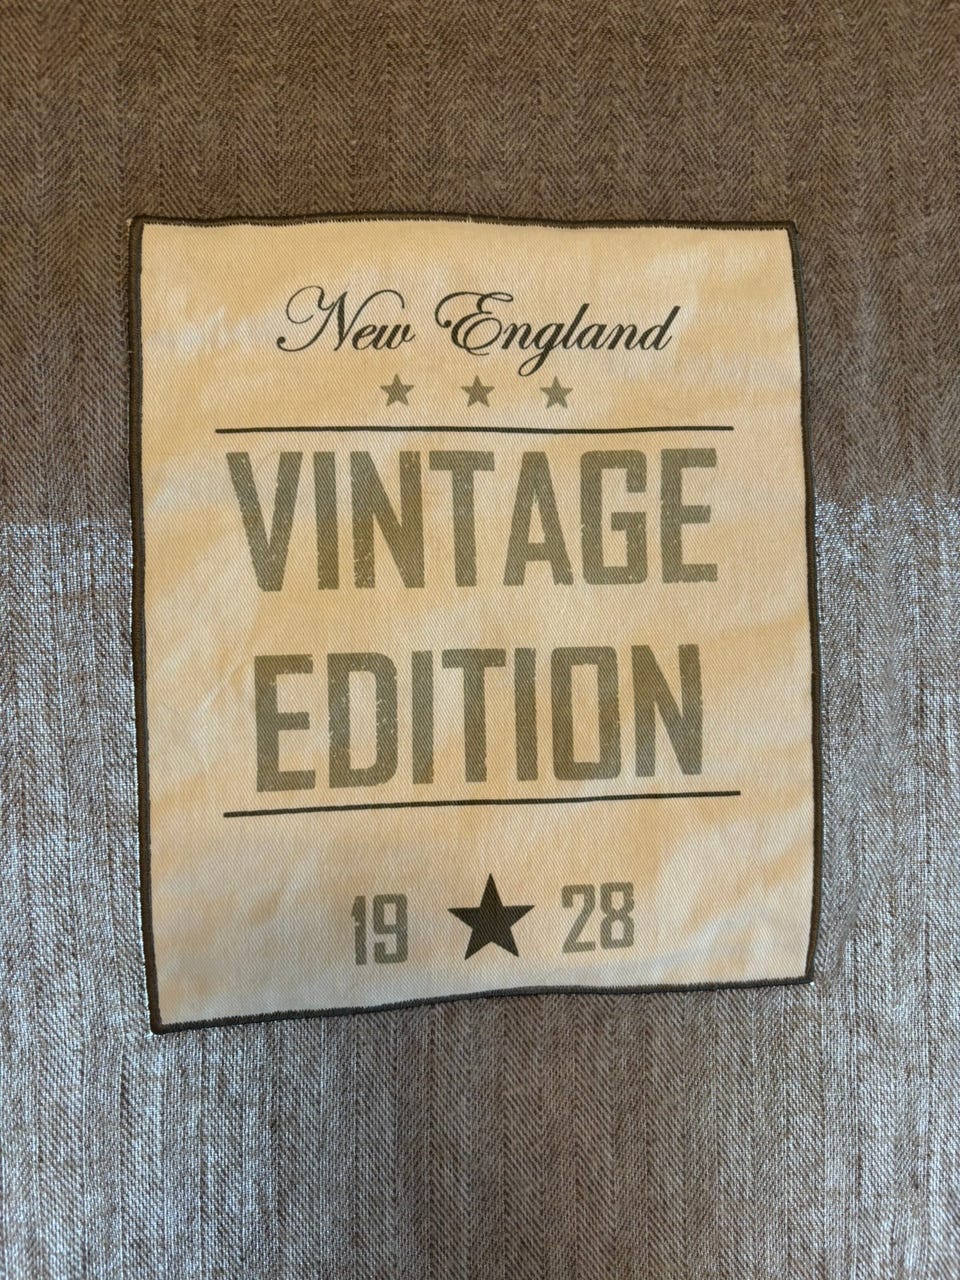 New England
VINTAGE
EDITION
19 ★ 28